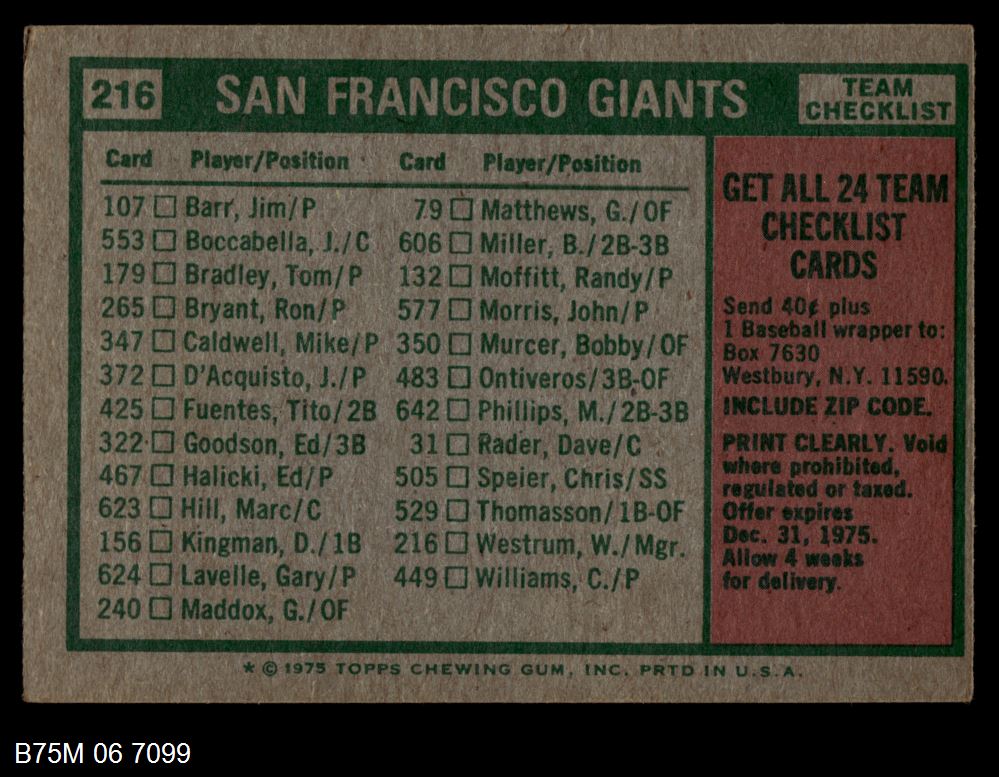 216 SAN FRANCISCO GIANTS TEAM CHECKLIST
Card Player/Position Card Player/Position
107 □ Barr, Jim/P
553 □ Boccabella, J./C
179 □ Bradley, Tom/P
265 □ Bryant, Ron/P
347 □ Caldwell, Mike/P
372 □ D'Acquisto, J./P
425 □ Fuentes, Tito/2B
322 □ Goodson, Ed/3B
467 □ Halicki, Ed/P
623 □ Hill, Marc/C
156 □ Kingman, D./1B
624 □ Lavelle, Gary/P
240 □ Maddox, G./OF
79 □ Matthews, G./OF
606 □ Miller, B./2B-3B
132 □ Moffitt, Randy/P
577 □ Morris, John/P
350 □ Murcer, Bobby/OF
483 □ Ontiveros/3B-OF
642 □ Phillips, M./2B-3B
31 □ Rader, Dave/C
505 □ Speier, Chris/SS
529 □ Thomasson/1B-OF
216 □ Westrum, W./Mgr.
449 □ Williams, C./P
GET ALL 24 TEAM
CHECKLIST
CARDS
Send 40¢ plus
1 Baseball wrapper to:
Box 7630
Westbury, N.Y. 11590.
INCLUDE ZIP CODE.
PRINT CLEARLY. Void
where prohibited,
regulated or taxed.
Offer expires
Dec. 31, 1975.
Allow 4 weeks
for delivery.
* © 1975 TOPPS CHEWING GUM, INC. PRTD IN U.S.A.
B75M 06 7099